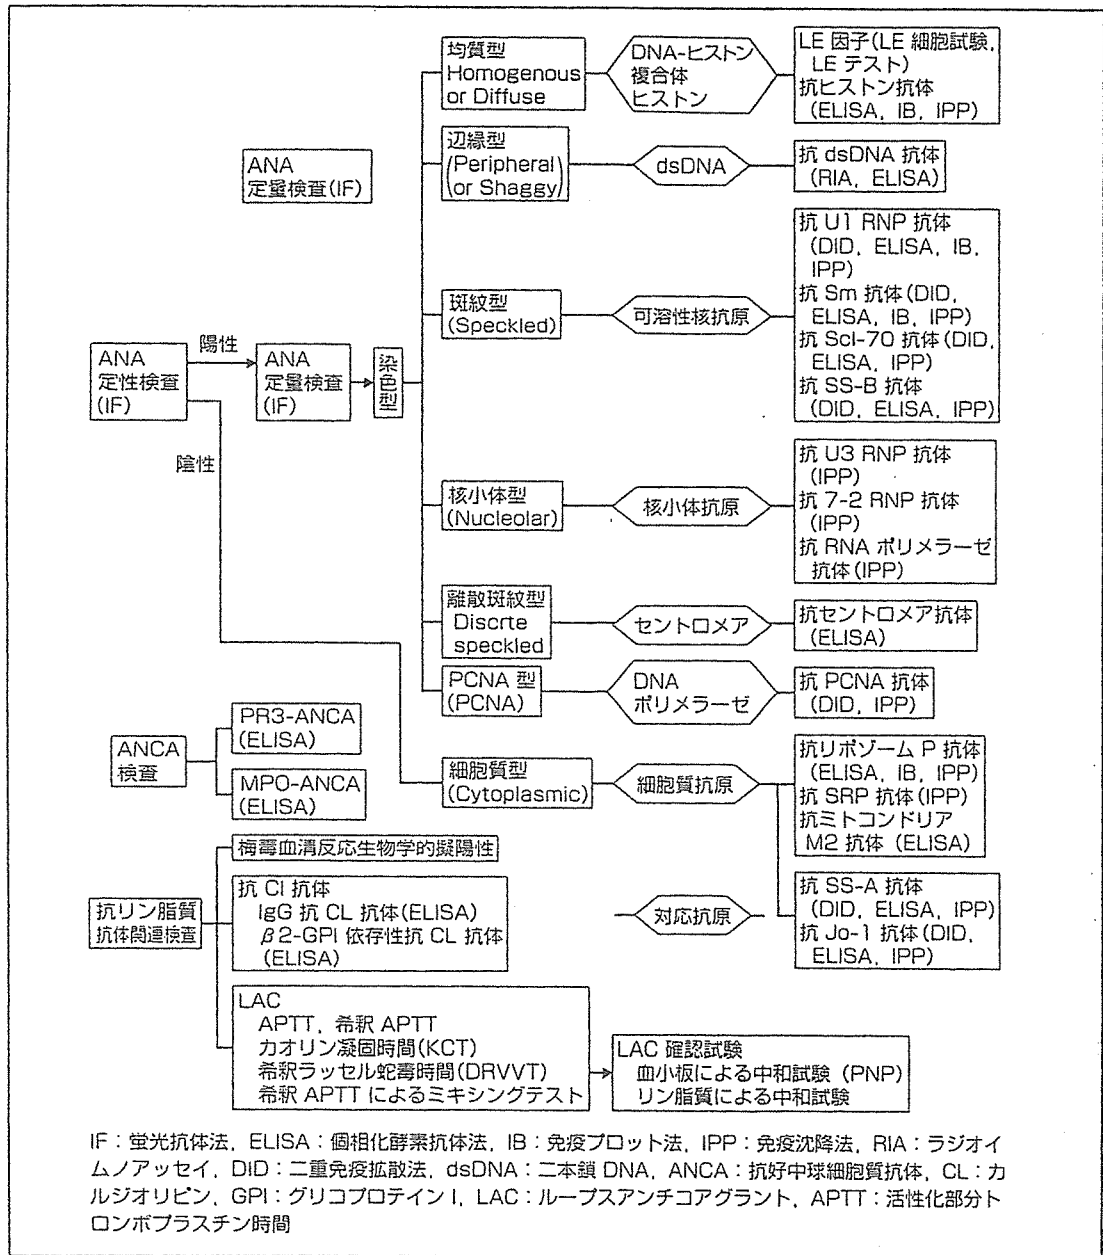 均質型
Homogenous
or Diffuse
DNA-ヒストン
複合体
ヒストン
LE 因子(LE 細胞試験,
LE テスト)
抗ヒストン抗体
(ELISA, IB, IPP)
ANA
定量検査(IF)
辺縁型
(Peripheral
or Shaggy)
dsDNA
抗 dsDNA 抗体
(RIA, ELISA)
斑紋型
(Speckled)
可溶性核抗原
抗 U1 RNP 抗体
(DID, ELISA, IB,
IPP)
抗 Sm 抗体(DID,
ELISA, IB, IPP)
抗 Scl-70 抗体(DID,
ELISA, IPP)
抗 SS-B 抗体
(DID, ELISA, IPP)
ANA
定性検査
(IF)
陽性
陰性
ANA
定量検査
(IF)
染色型
核小体型
(Nucleolar)
核小体抗原
抗 U3 RNP 抗体
(IPP)
抗 7-2 RNP 抗体
(IPP)
抗 RNA ポリメラーゼ
抗体(IPP)
離散斑紋型
Discrte
speckled
セントロメア
抗セントロメア抗体
(ELISA)
PCNA 型
(PCNA)
DNA
ポリメラーゼ
抗 PCNA 抗体
(DID, IPP)
ANCA
検査
PR3-ANCA
(ELISA)
MPO-ANCA
(ELISA)
細胞質型
(Cytoplasmic)
細胞質抗原
抗リボゾーム P 抗体
(ELISA, IB, IPP)
抗 SRP 抗体(IPP)
抗ミトコンドリア
M2 抗体 (ELISA)
対応抗原
抗 SS-A 抗体
(DID, ELISA, IPP)
抗 Jo-1 抗体(DID,
ELISA, IPP)
抗リン脂質
抗体関連検査
梅毒血清反応生物学的擬陽性
抗 Cl 抗体
IgG 抗 CL 抗体(ELISA)
β2-GPI 依存性抗 CL 抗体
(ELISA)
LAC
APTT, 希釈 APTT
カオリン凝固時間(KCT)
希釈ラッセル蛇毒時間(DRVVT)
希釈 APTT によるミキシングテスト
LAC 確認試験
血小板による中和試験 (PNP)
リン脂質による中和試験
IF:蛍光抗体法, ELISA:個相化酵素抗体法, IB:免疫ブロット法, IPP:免疫沈降法, RIA:ラジオイ
ムノアッセイ, DID:二重免疫拡散法, dsDNA:二本鎖 DNA, ANCA:抗好中球細胞質抗体, CL:カ
ルジオリピン, GPI:グリコプロテイン I, LAC:ループスアンチコアグラント, APTT:活性化部分ト
ロンボプラスチン時間